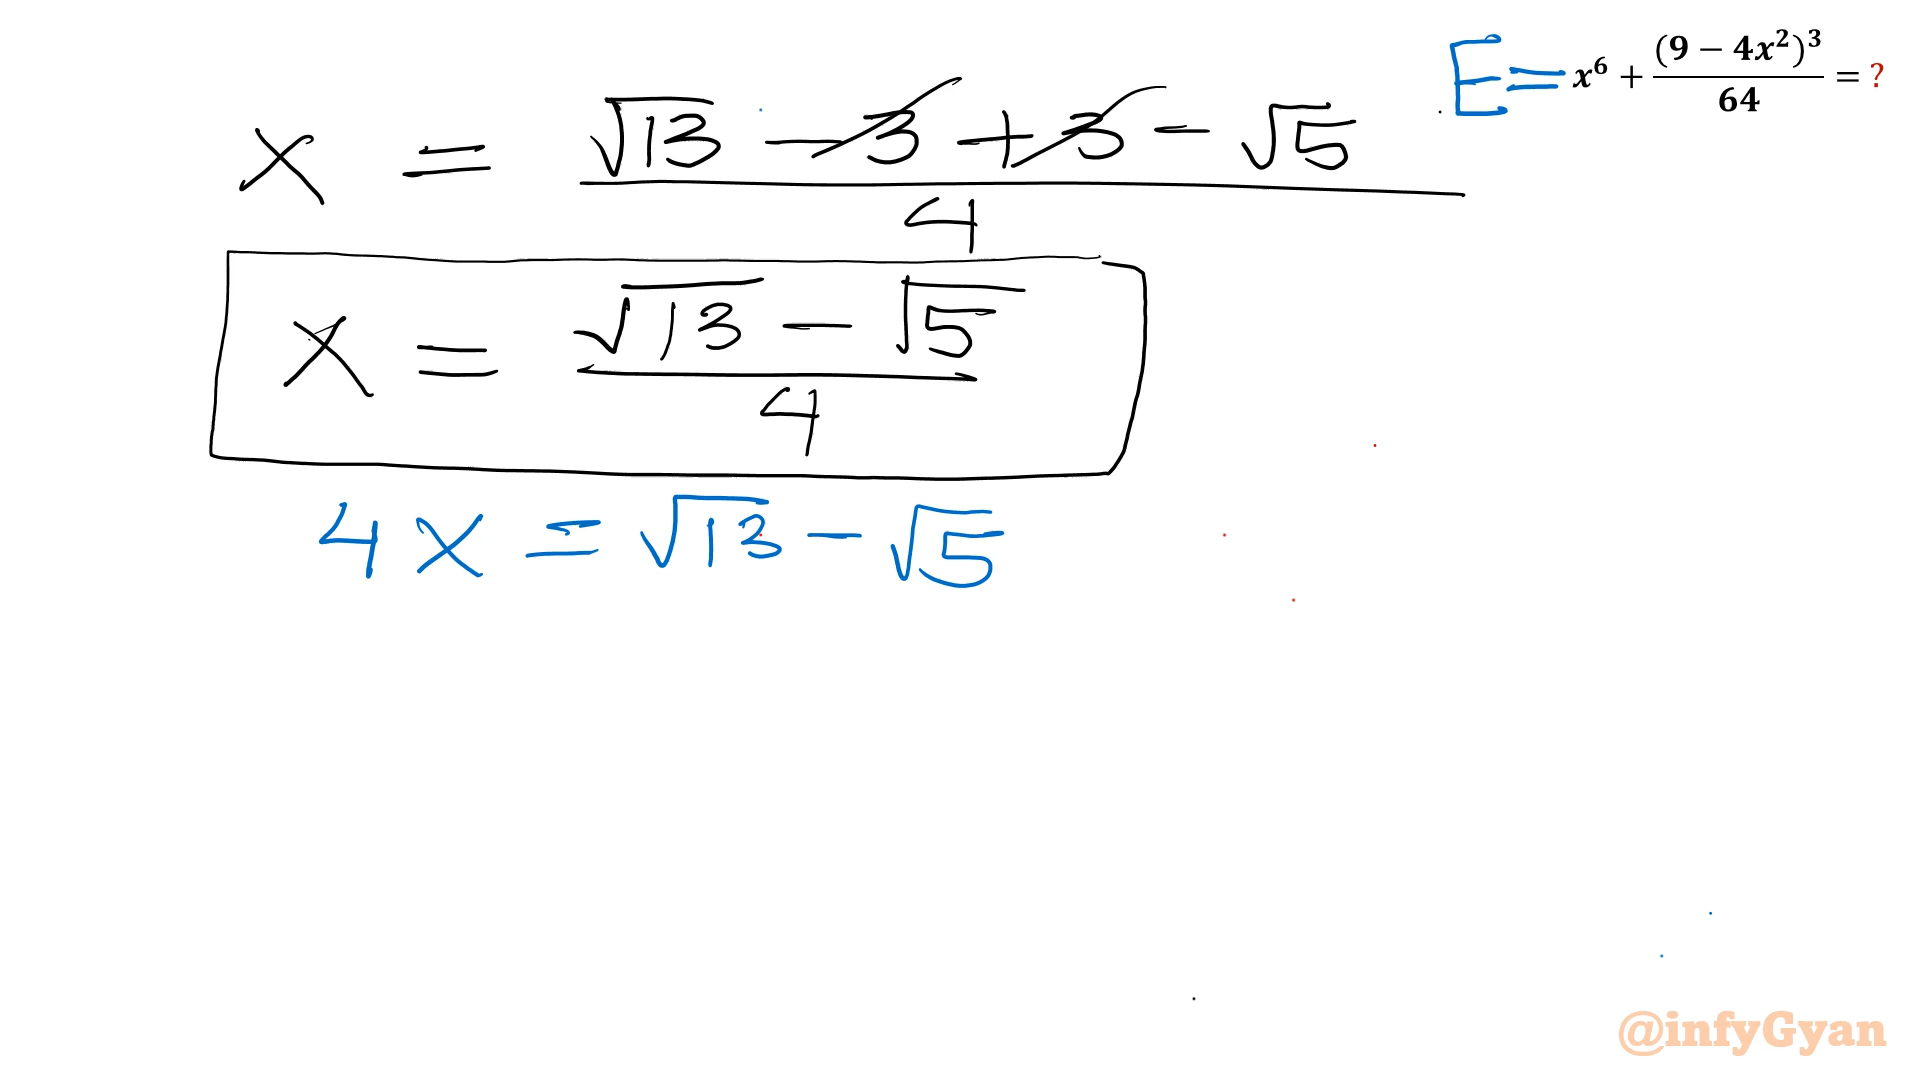 E = x⁶ + (9 − 4x²)³ / 64 = ?
x = (√13 − 3 + 3 − √5) / 4
x = (√13 − √5) / 4
4x = √13 − √5
@infyGyan